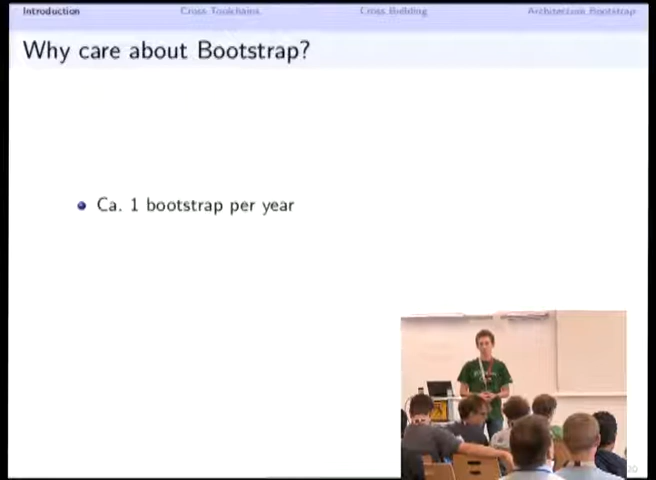 Introduction
Cross Toolchains
Cross Building
Architecture Bootstrap
Why care about Bootstrap?
Ca. 1 bootstrap per year